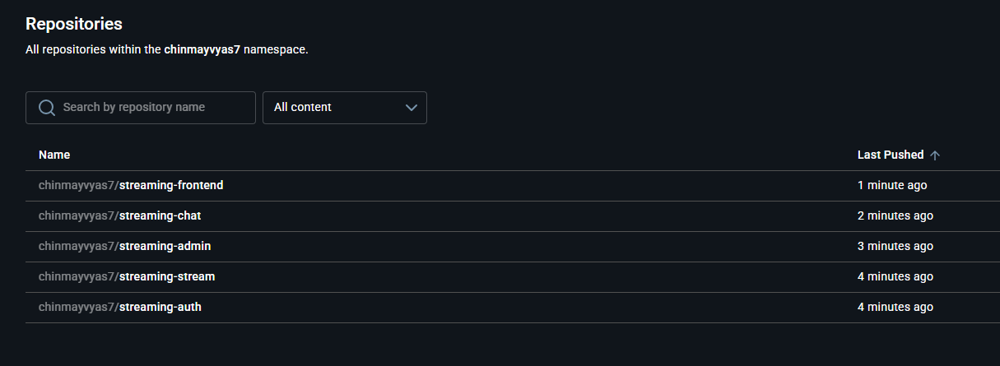 Repositories
All repositories within the chinmayvyas7 namespace.
Search by repository name All content
Name Last Pushed
chinmayvyas7/streaming-frontend 1 minute ago
chinmayvyas7/streaming-chat 2 minutes ago
chinmayvyas7/streaming-admin 3 minutes ago
chinmayvyas7/streaming-stream 4 minutes ago
chinmayvyas7/streaming-auth 4 minutes ago